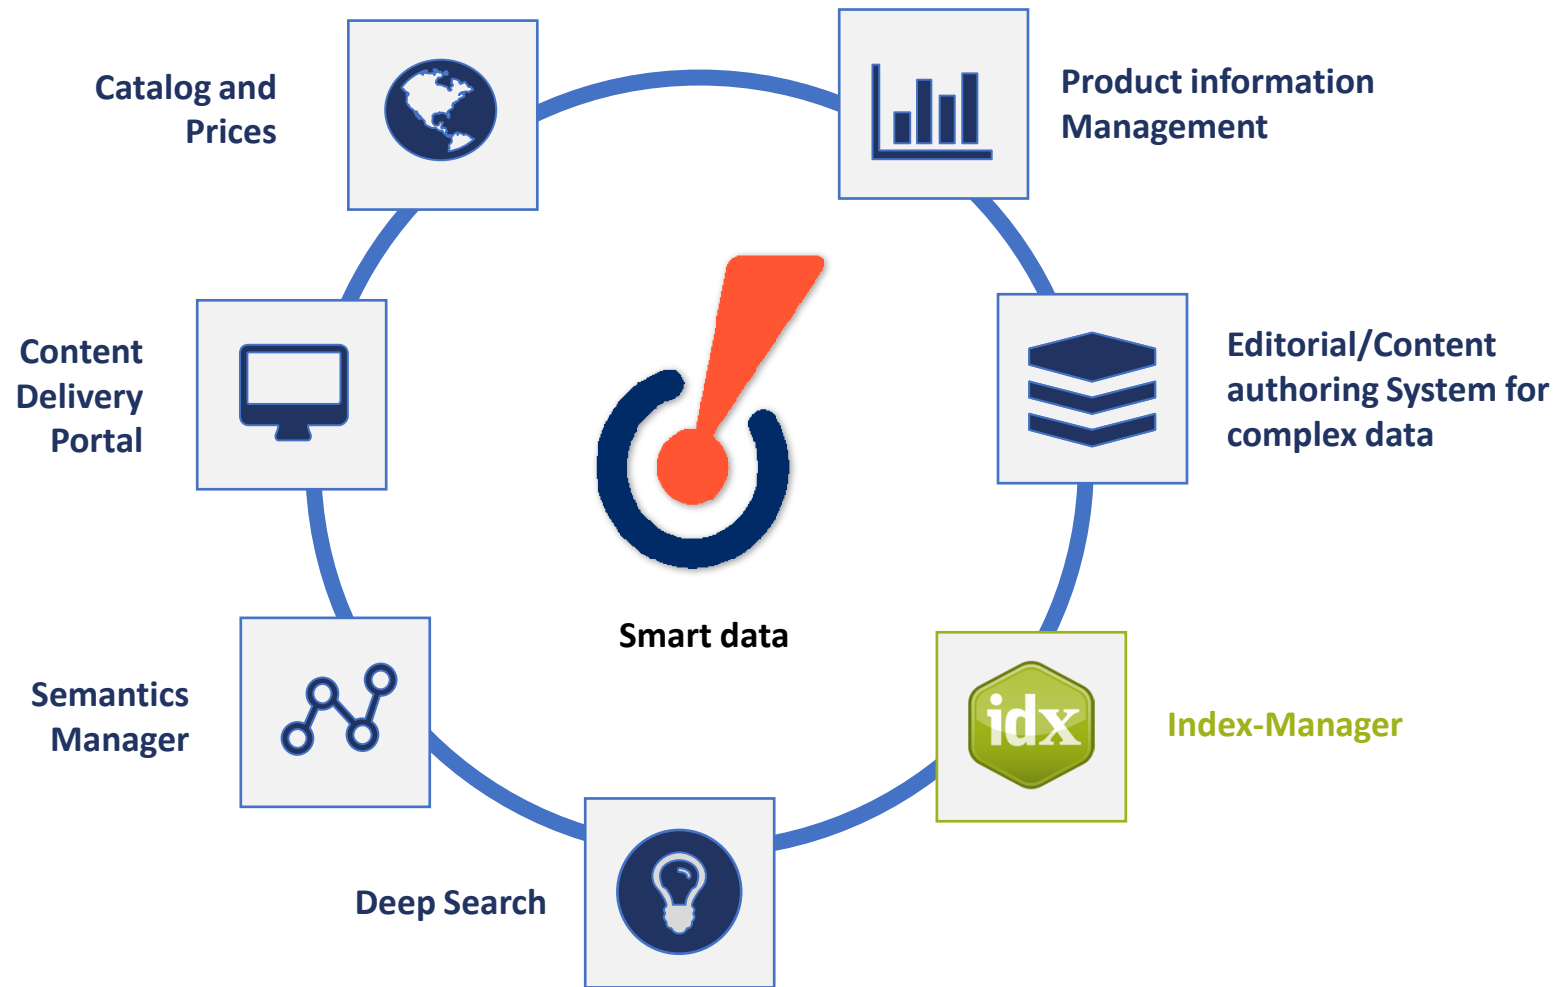 Catalog and
Prices
Product information
Management
Content
Delivery
Portal
Editorial/Content
authoring System for
complex data
Smart data
Semantics
Manager
idx
Index-Manager
Deep Search